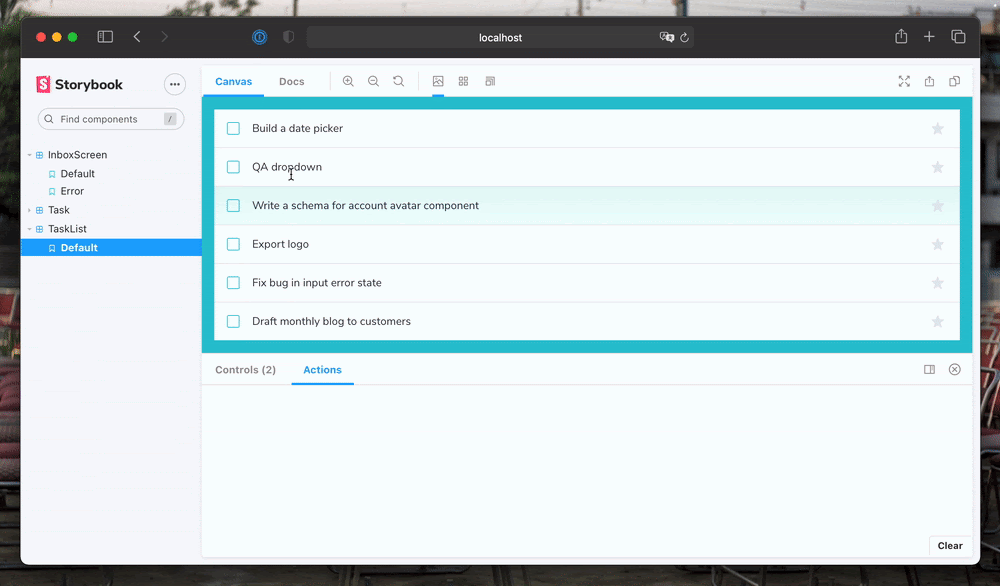 localhost
Storybook
Find components /
InboxScreen
Default
Error
Task
TaskList
Default
Canvas Docs
Build a date picker
QA dropdown
Write a schema for account avatar component
Export logo
Fix bug in input error state
Draft monthly blog to customers
Controls (2) Actions
Clear